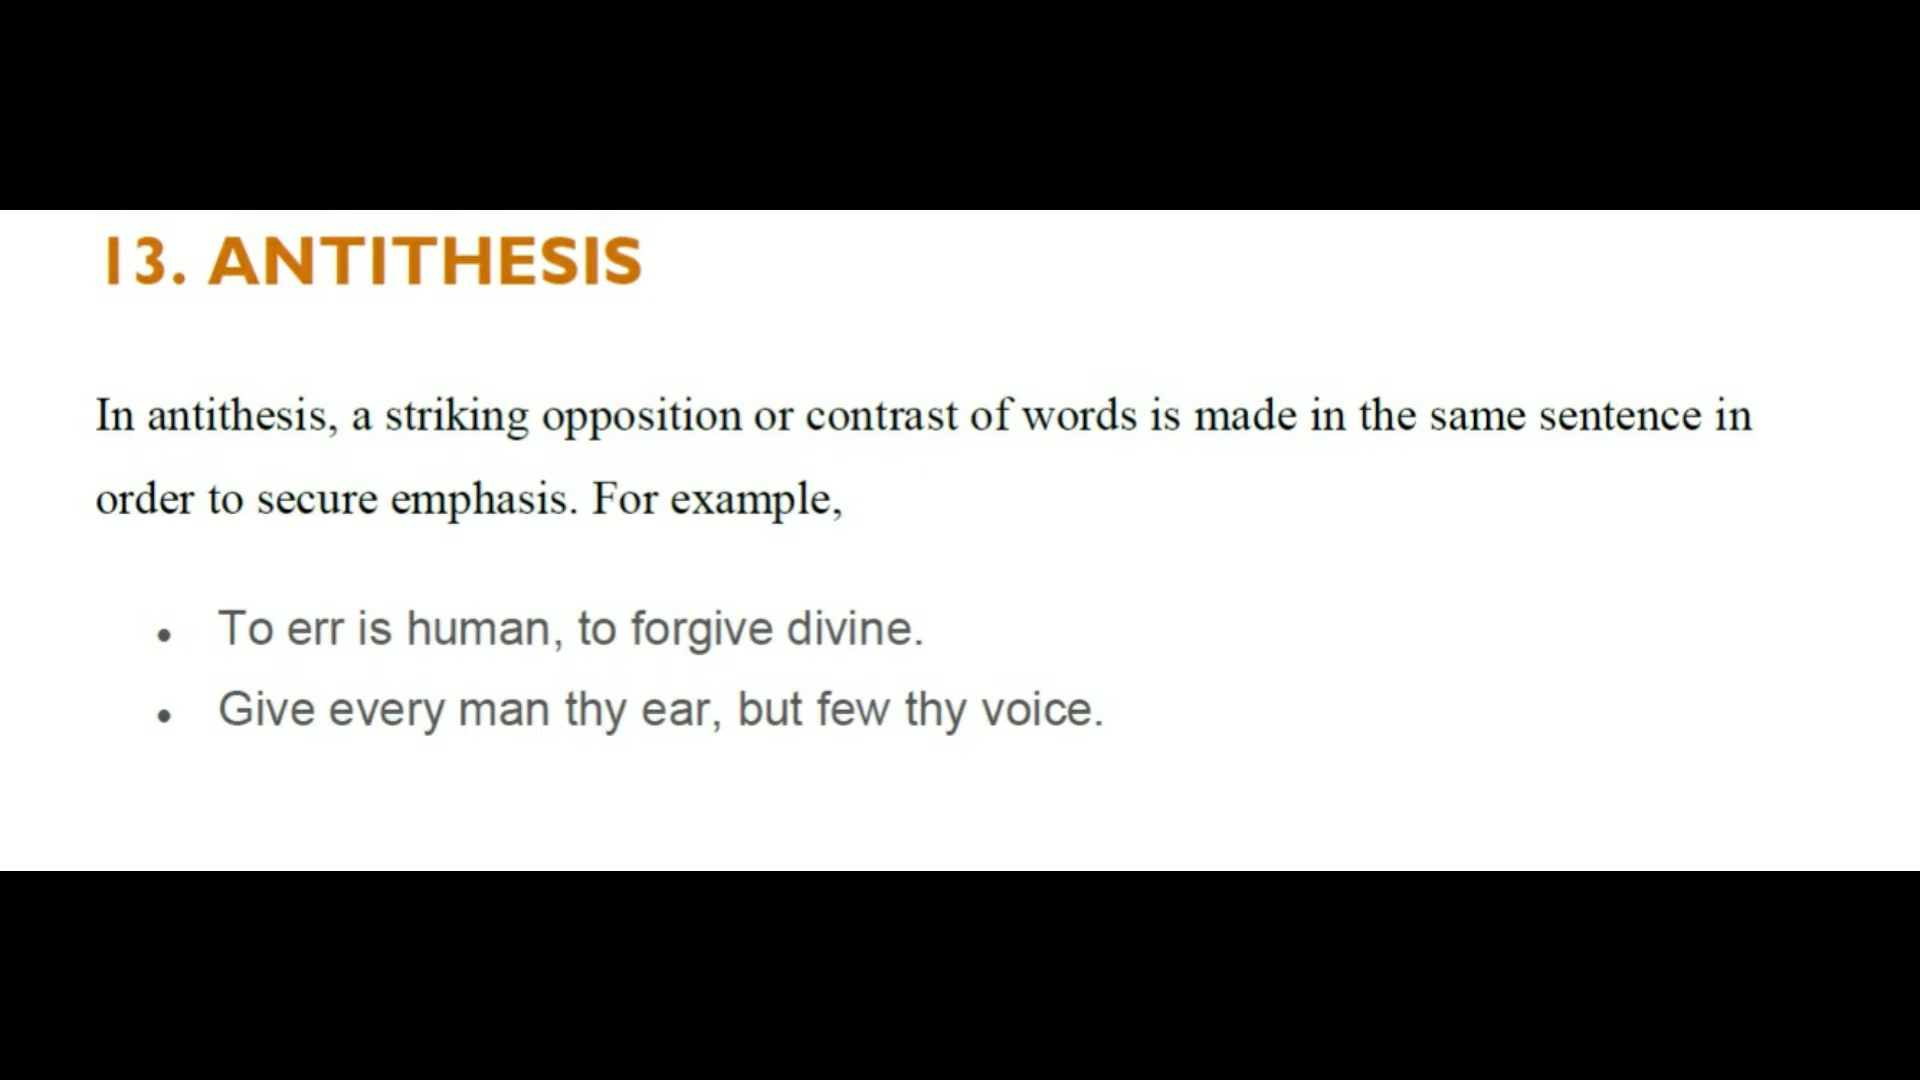 13. ANTITHESIS
In antithesis, a striking opposition or contrast of words is made in the same sentence in
order to secure emphasis. For example,
• To err is human, to forgive divine.
• Give every man thy ear, but few thy voice.